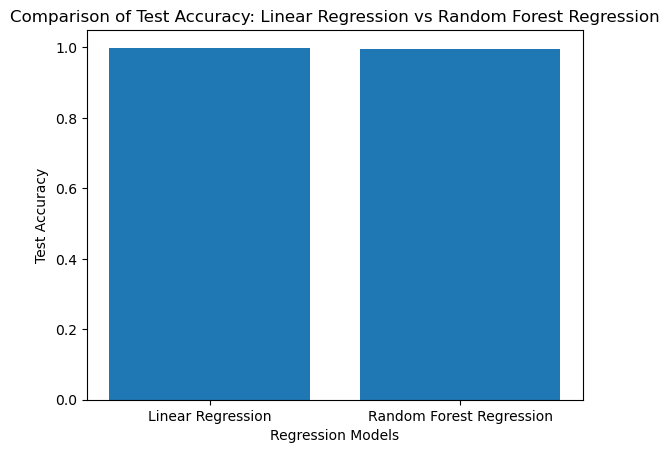 Comparison of Test Accuracy: Linear Regression vs Random Forest Regression
1.0
0.8
0.6
0.4
0.2
0.0
Test Accuracy
Linear Regression
Random Forest Regression
Regression Models